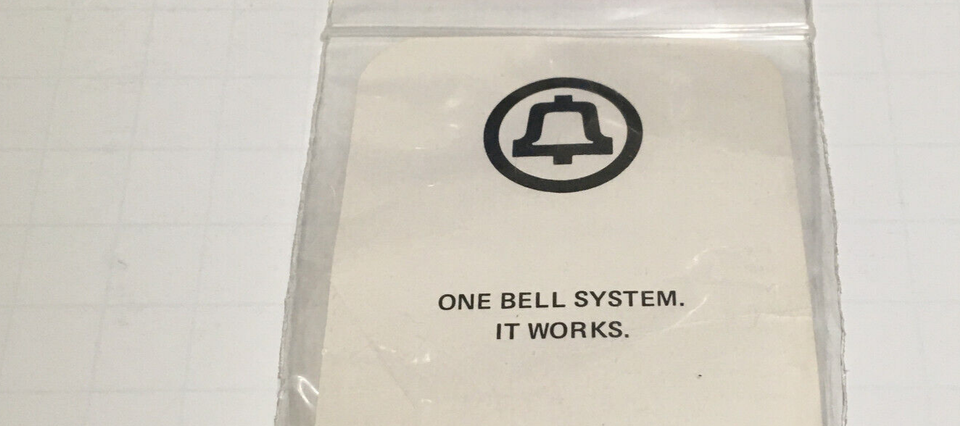 ONE BELL SYSTEM.
IT WORKS.